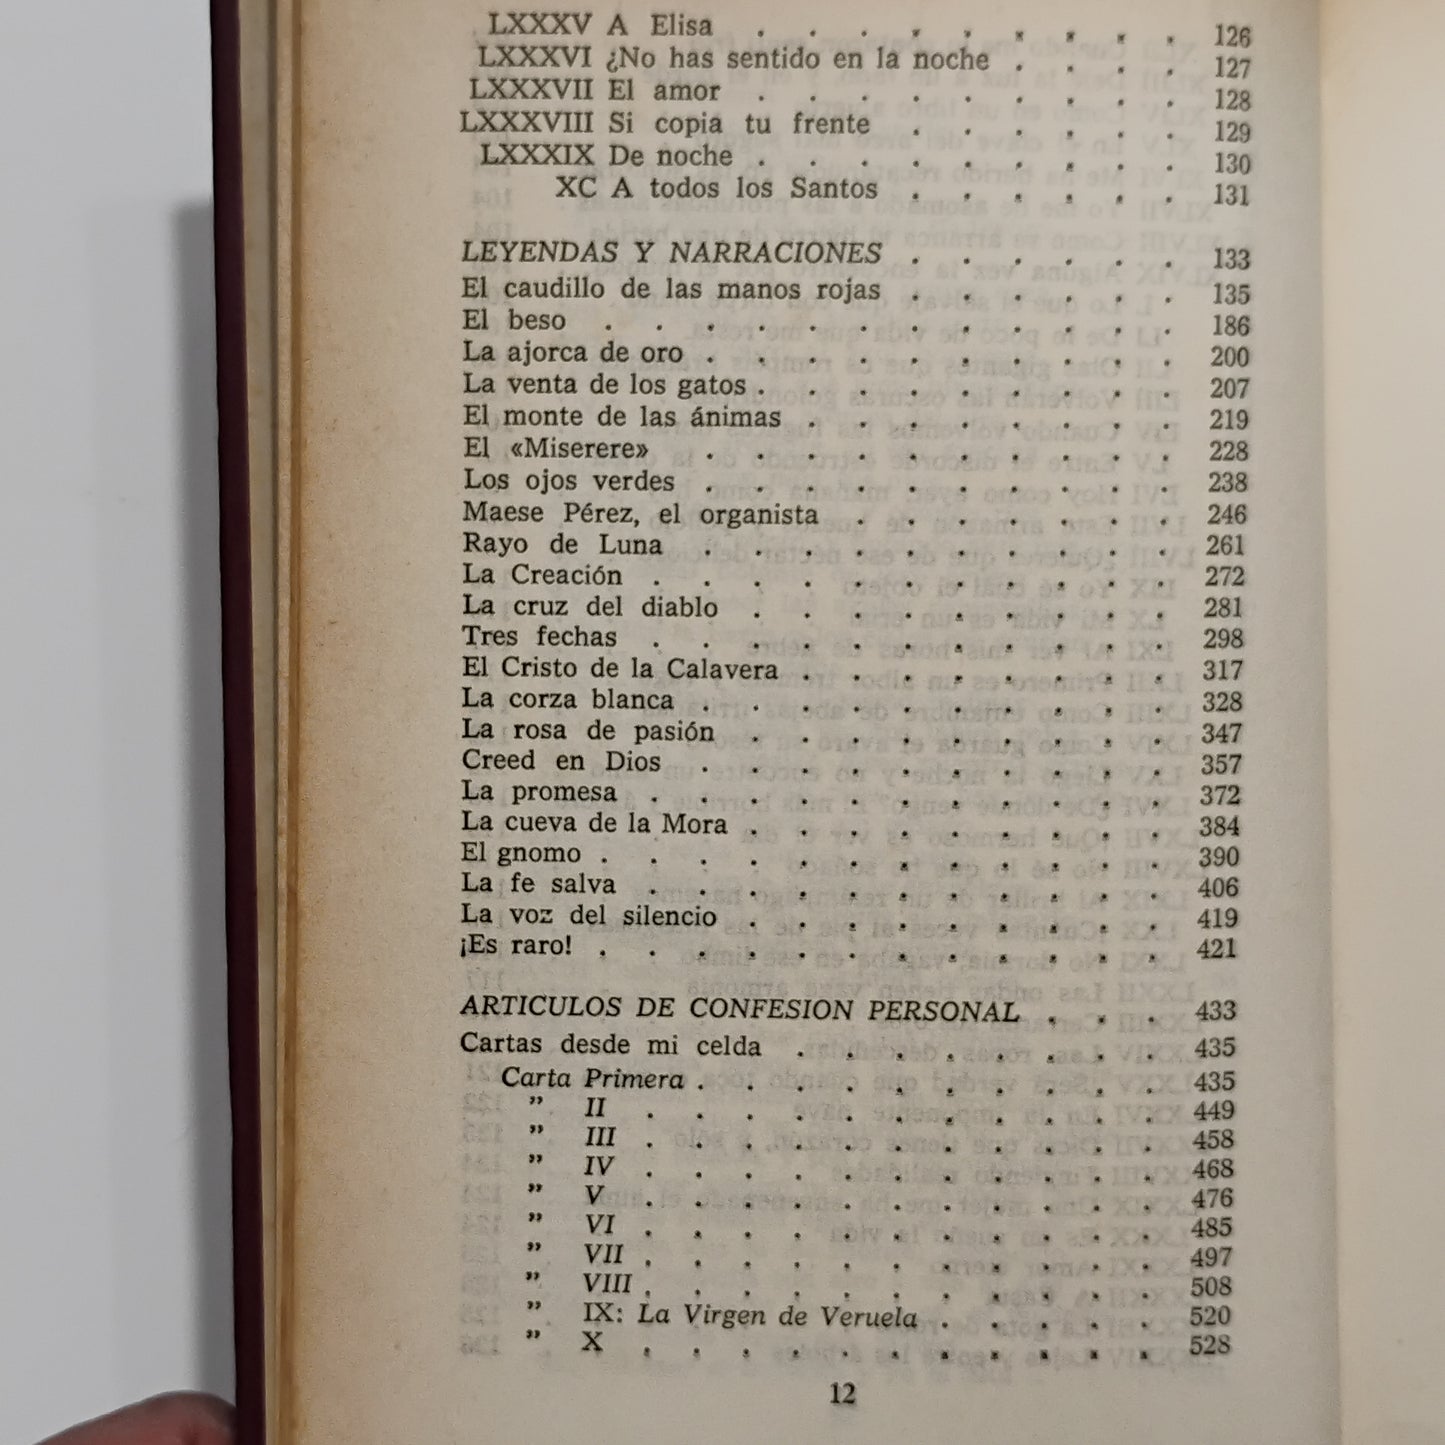 LXXXV A Elisa . . . . . . . . . 126
LXXXVI ¿No has sentido en la noche . . . . 127
LXXXVII El amor . . . . . . . . . 128
LXXXVIII Si copia tu frente . . . . . . 129
LXXXIX De noche . . . . . . . . . 130
XC A todos los Santos . . . . . . 131
LEYENDAS Y NARRACIONES . . . . . . 133
El caudillo de las manos rojas . . . . . . 135
El beso . . . . . . . . . . . . 186
La ajorca de oro . . . . . . . . . . 200
La venta de los gatos . . . . . . . . . 207
El monte de las ánimas . . . . . . . . 219
El «Miserere» . . . . . . . . . . 228
Los ojos verdes . . . . . . . . . . 238
Maese Pérez, el organista . . . . . . . 246
Rayo de Luna . . . . . . . . . . 261
La Creación . . . . . . . . . . . 272
La cruz del diablo . . . . . . . . . 281
Tres fechas . . . . . . . . . . . 298
El Cristo de la Calavera . . . . . . . . 317
La corza blanca . . . . . . . . . . 328
La rosa de pasión . . . . . . . . . 347
Creed en Dios . . . . . . . . . . 357
La promesa . . . . . . . . . . . 372
La cueva de la Mora . . . . . . . . . 384
El gnomo . . . . . . . . . . . . 390
La fe salva . . . . . . . . . . . 406
La voz del silencio . . . . . . . . . 419
¡Es raro! . . . . . . . . . . . . 421
ARTICULOS DE CONFESION PERSONAL . . . 433
Cartas desde mi celda . . . . . . . . 435
Carta Primera . . . . . . . . . . 435
” II . . . . . . . . . . . 449
” III . . . . . . . . . . . 458
” IV . . . . . . . . . . . 468
” V . . . . . . . . . . . 476
” VI . . . . . . . . . . . 485
” VII . . . . . . . . . . . 497
” VIII . . . . . . . . . . . 508
” IX: La Virgen de Veruela . . . . . 520
” X . . . . . . . . . . . 528
12